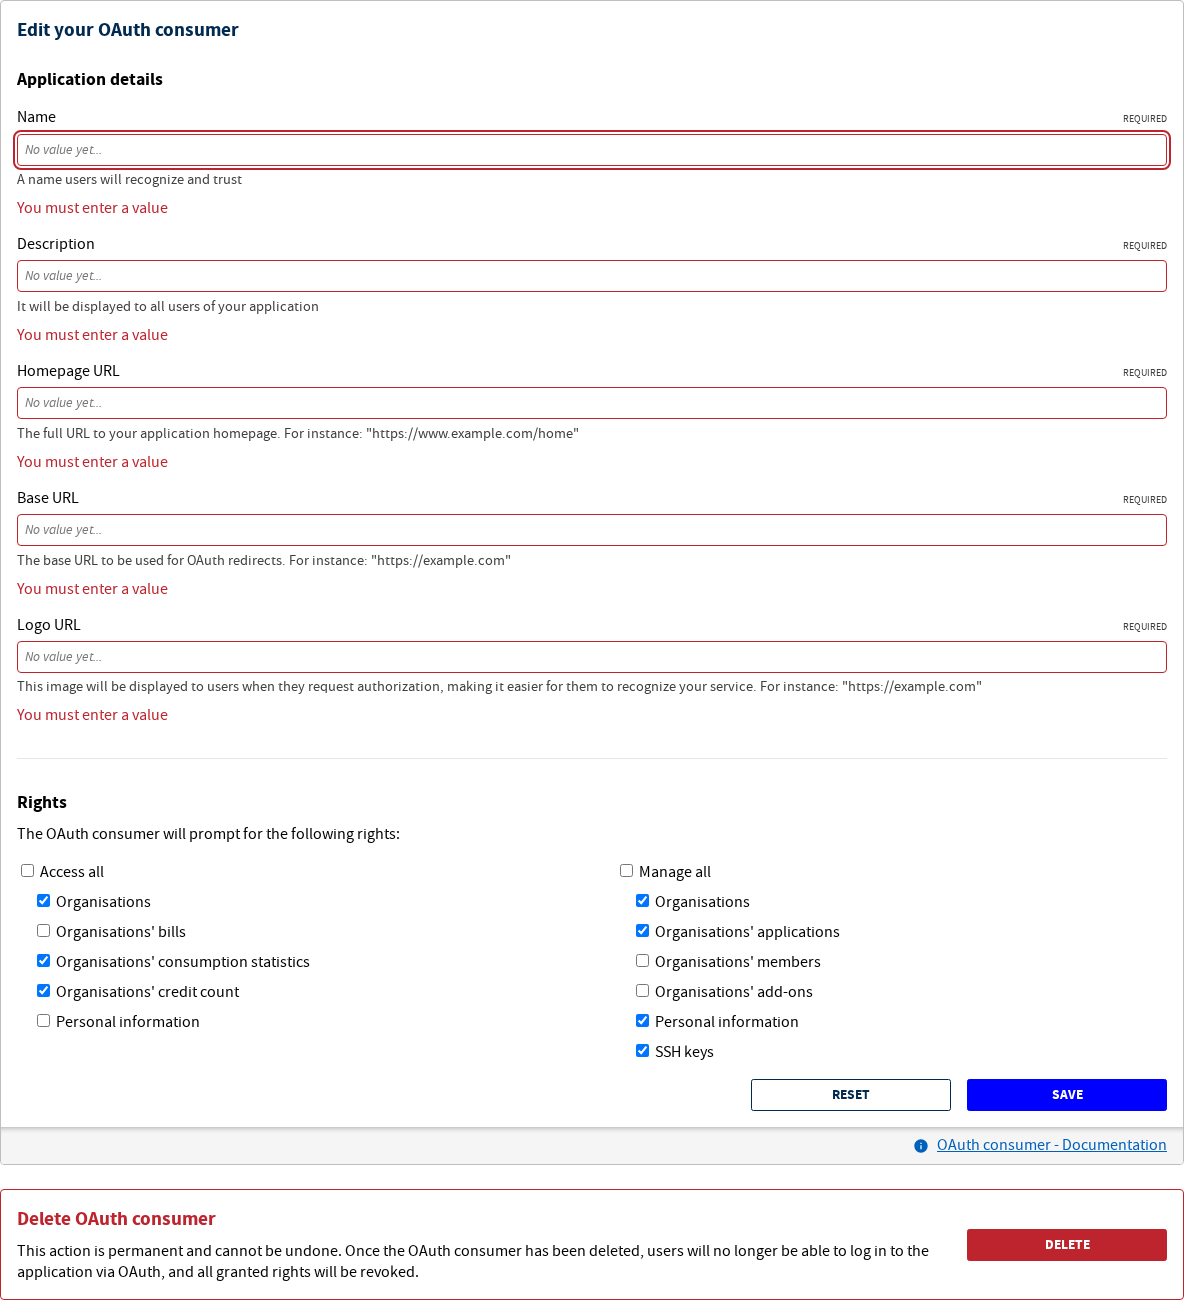 Edit your OAuth consumer
Application details
Name
REQUIRED
No value yet...
A name users will recognize and trust
You must enter a value
Description
REQUIRED
No value yet...
It will be displayed to all users of your application
You must enter a value
Homepage URL
REQUIRED
No value yet...
The full URL to your application homepage. For instance: "https://www.example.com/home"
You must enter a value
Base URL
REQUIRED
No value yet...
The base URL to be used for OAuth redirects. For instance: "https://example.com"
You must enter a value
Logo URL
REQUIRED
No value yet...
This image will be displayed to users when they request authorization, making it easier for them to recognize your service. For instance: "https://example.com"
You must enter a value
Rights
The OAuth consumer will prompt for the following rights:
Access all
Organisations
Organisations' bills
Organisations' consumption statistics
Organisations' credit count
Personal information
Manage all
Organisations
Organisations' applications
Organisations' members
Organisations' add-ons
Personal information
SSH keys
RESET
SAVE
OAuth consumer - Documentation
Delete OAuth consumer
This action is permanent and cannot be undone. Once the OAuth consumer has been deleted, users will no longer be able to log in to the
application via OAuth, and all granted rights will be revoked.
DELETE